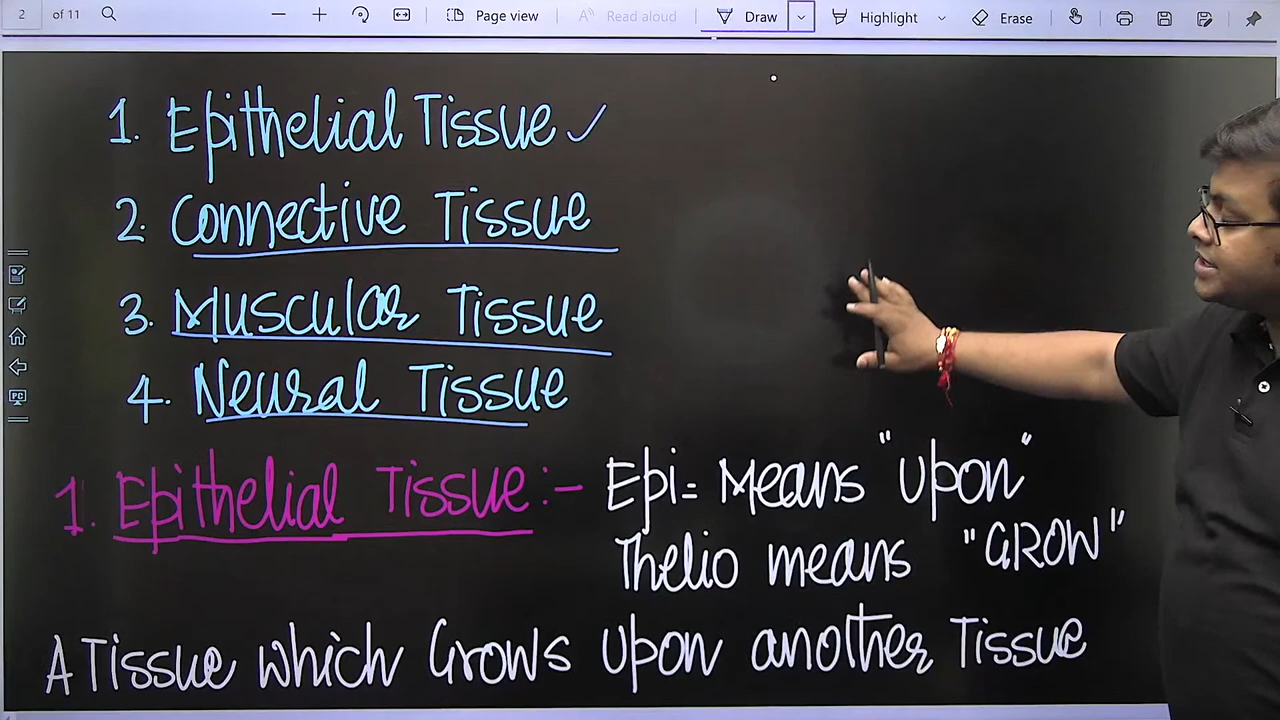 2 of 11 Page view Read aloud Draw Highlight Erase
1. Epithelial Tissue ✓
2. Connective Tissue
3. Muscular Tissue
4. Neural Tissue
1. Epithelial Tissue :- Epi = Means "Upon"
Thelio means "GROW"
A Tissue which Grows Upon another Tissue